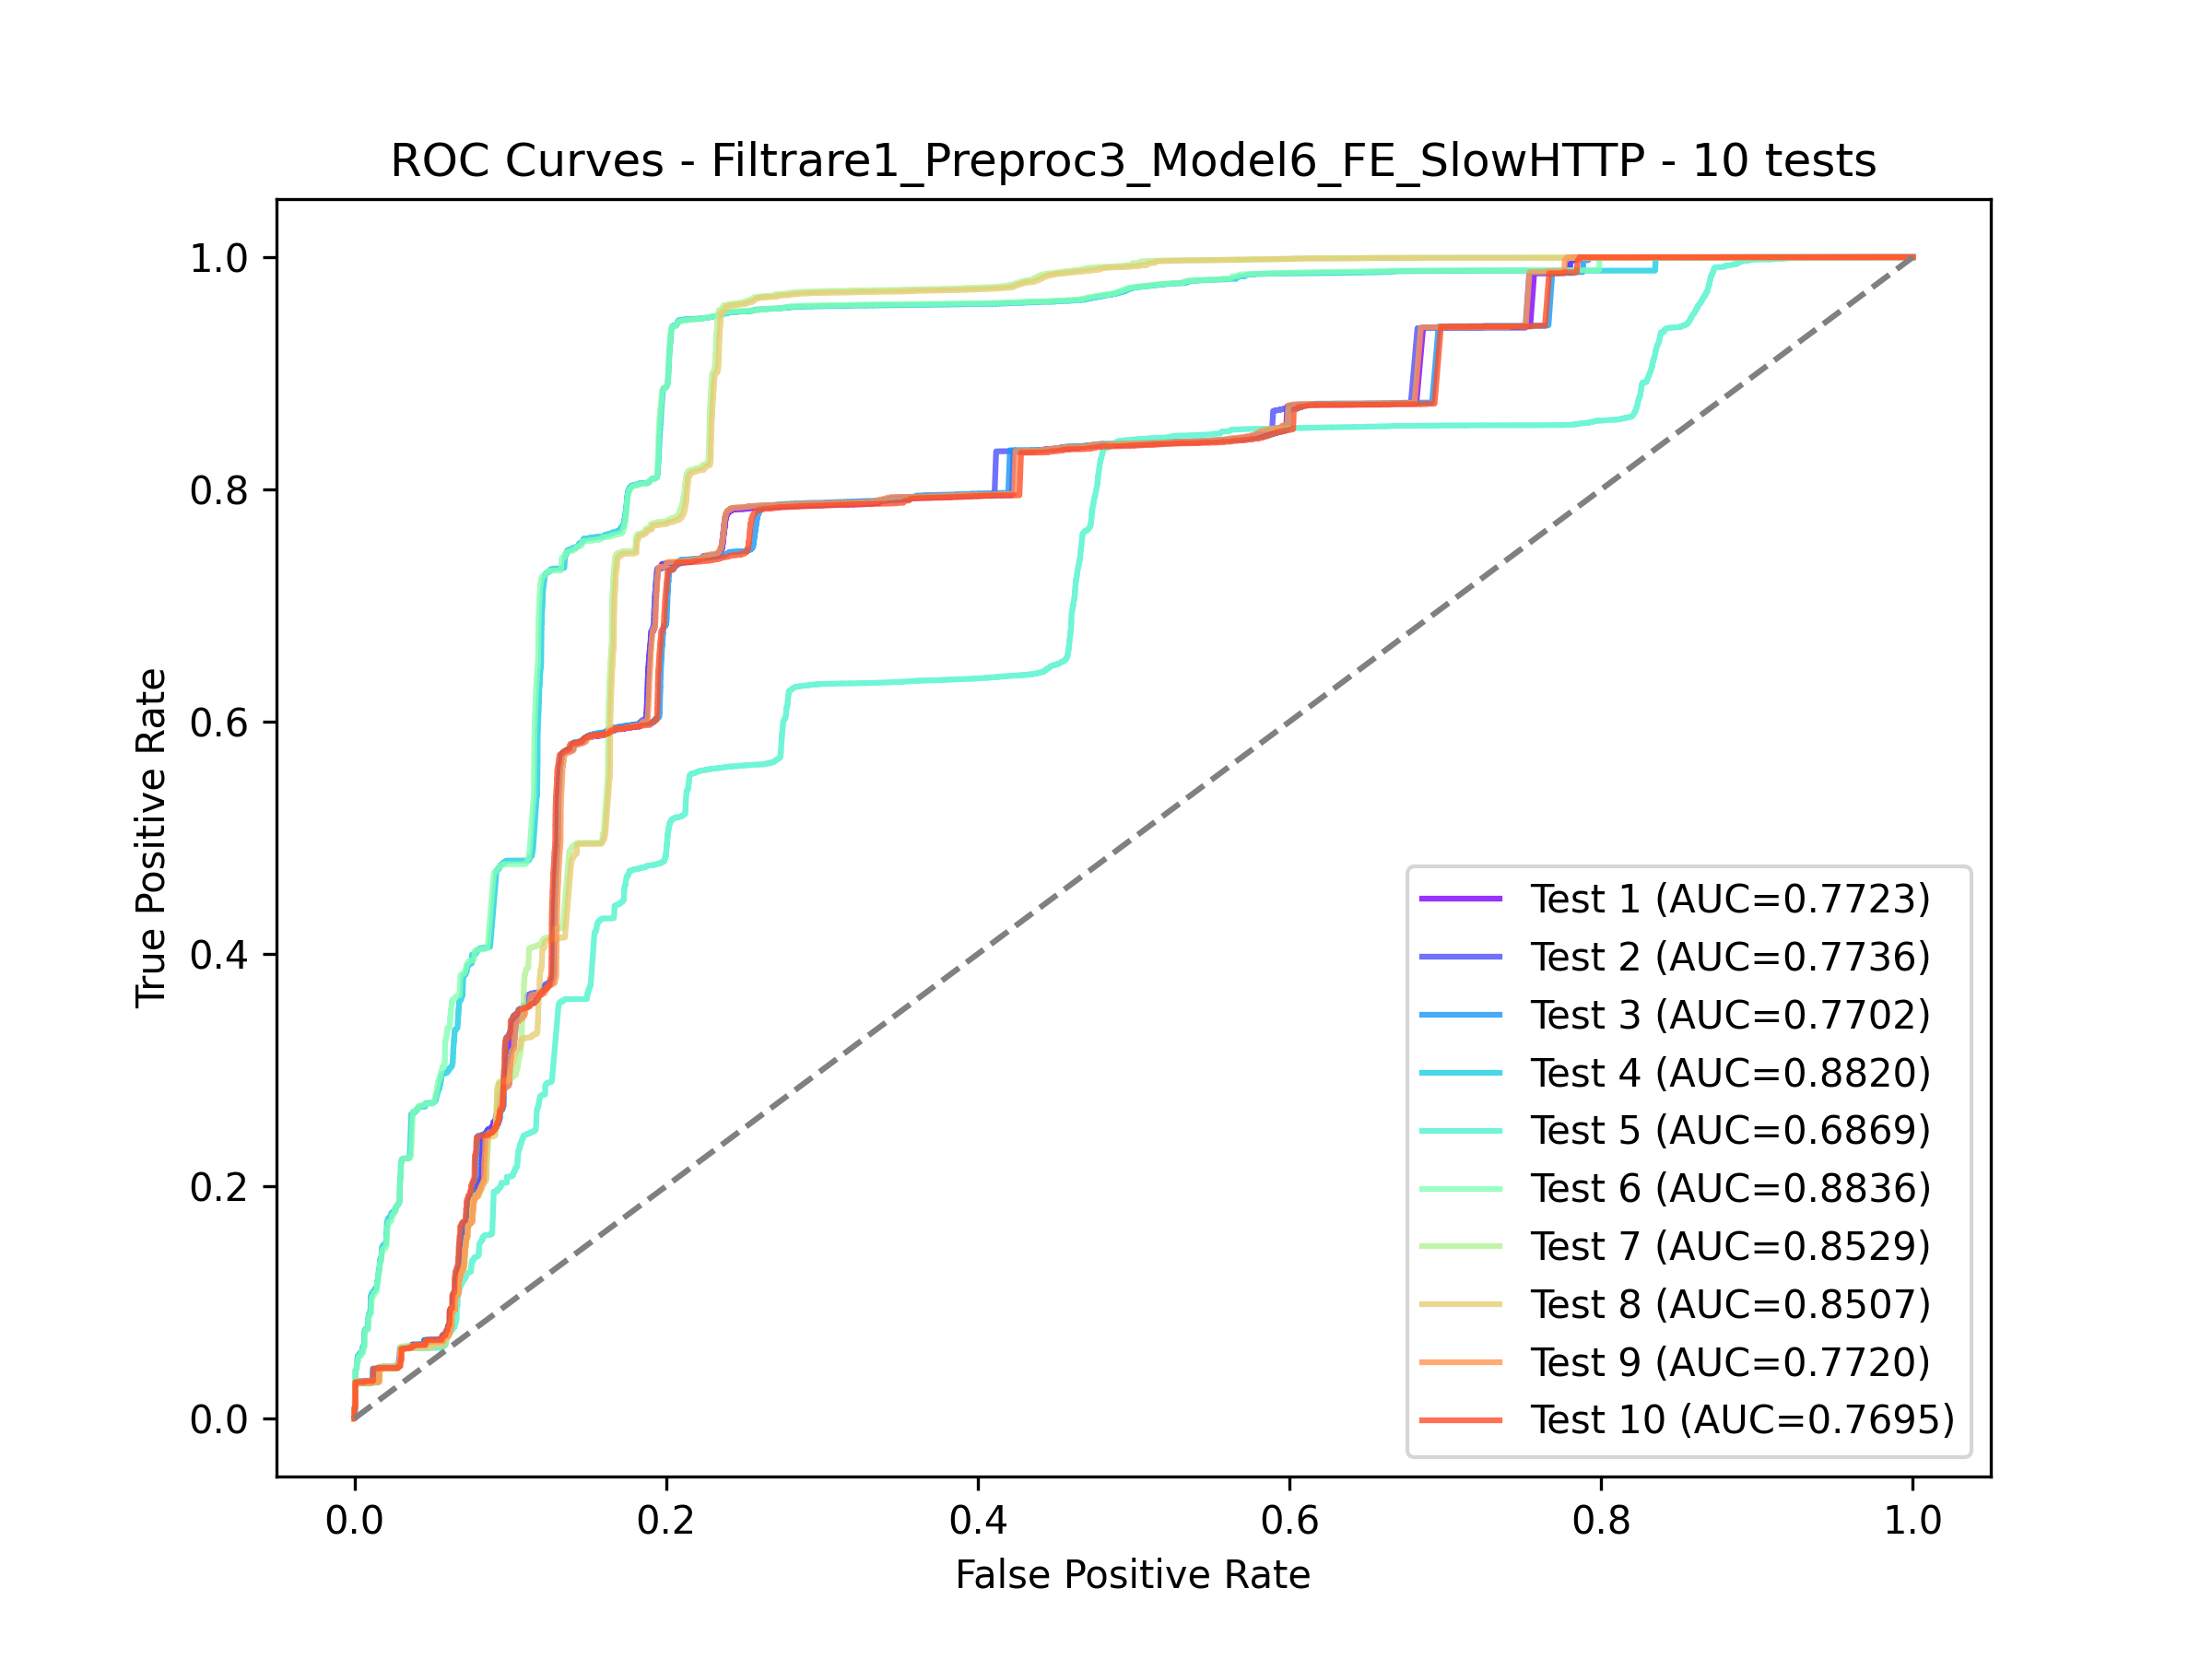 ROC Curves - Filtrare1_Preproc3_Model6_FE_SlowHTTP - 10 tests
True Positive Rate
1.0
0.8
0.6
0.4
0.2
0.0
Test 1 (AUC=0.7723)
Test 2 (AUC=0.7736)
Test 3 (AUC=0.7702)
Test 4 (AUC=0.8820)
Test 5 (AUC=0.6869)
Test 6 (AUC=0.8836)
Test 7 (AUC=0.8529)
Test 8 (AUC=0.8507)
Test 9 (AUC=0.7720)
Test 10 (AUC=0.7695)
0.0 0.2 0.4 0.6 0.8 1.0
False Positive Rate